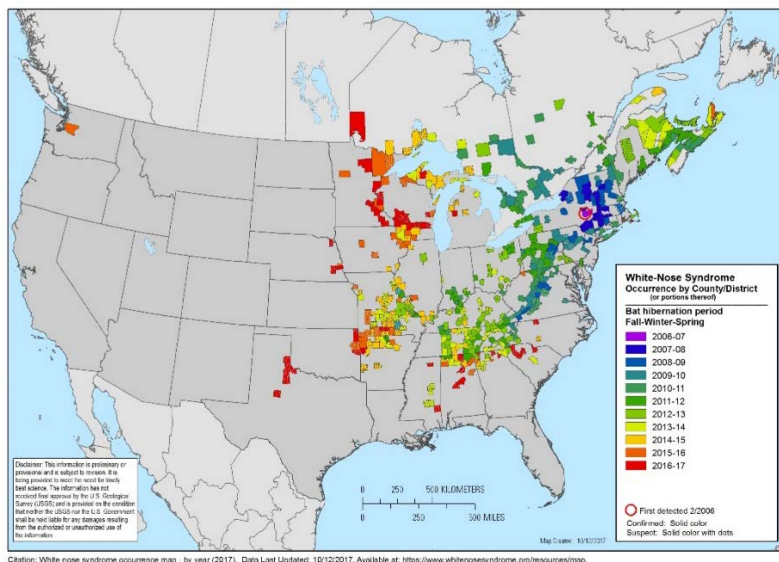 White-Nose Syndrome
Occurrence by County/District
(or portions thereof)
Bat hibernation period
Fall-Winter-Spring
2006-07
2007-08
2008-09
2009-10
2010-11
2011-12
2012-13
2013-14
2014-15
2015-16
2016-17
First detected 2/2006
Confirmed: Solid color
Suspect: Solid color with dots
Disclaimer: This information is preliminary or
provisional and is subject to revision. It is
being provided to meet the need for timely
best science. The information has not
received final approval by the U.S. Geological
Survey (USGS) and is provided on the condition
that neither the USGS nor the U.S. Government
shall be held liable for any damages resulting
from the authorized or unauthorized use of
the information.
0 250 500 KILOMETERS
0 250 500 MILES
Map Created: 10/12/2017
Citation: White nose syndrome occurrence map - by year (2017). Data Last Updated: 10/12/2017. Available at: https://www.whitenosesyndrome.org/resources/map.